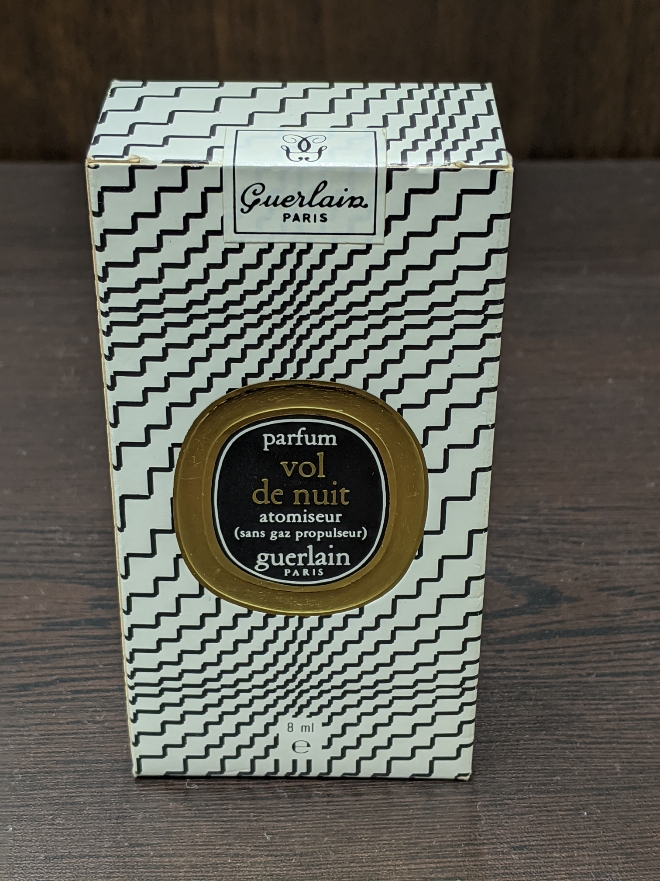 Guerlain
PARIS
parfum
vol
de nuit
atomiseur
(sans gaz propulseur)
guerlain
PARIS
8 ml
℮